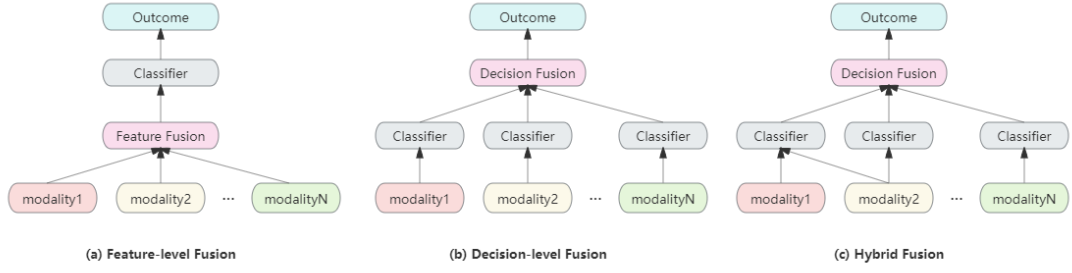 Outcome
Classifier
Feature Fusion
modality1 modality2 ... modalityN
(a) Feature-level Fusion
Outcome
Decision Fusion
Classifier Classifier Classifier
modality1 modality2 ... modalityN
(b) Decision-level Fusion
Outcome
Decision Fusion
Classifier Classifier Classifier
modality1 modality2 ... modalityN
(c) Hybrid Fusion